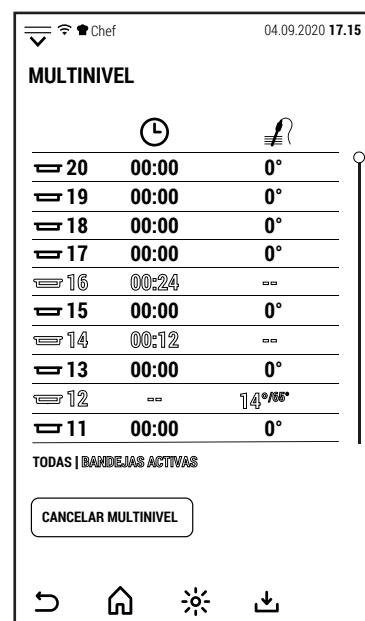 Chef 04.09.2020 17.15
MULTINIVEL
20 00:00 0°
19 00:00 0°
18 00:00 0°
17 00:00 0°
16 00:24 --
15 00:00 0°
14 00:12 --
13 00:00 0°
12 -- 14°/65°
11 00:00 0°
TODAS | BANDEJAS ACTIVAS
CANCELAR MULTINIVEL